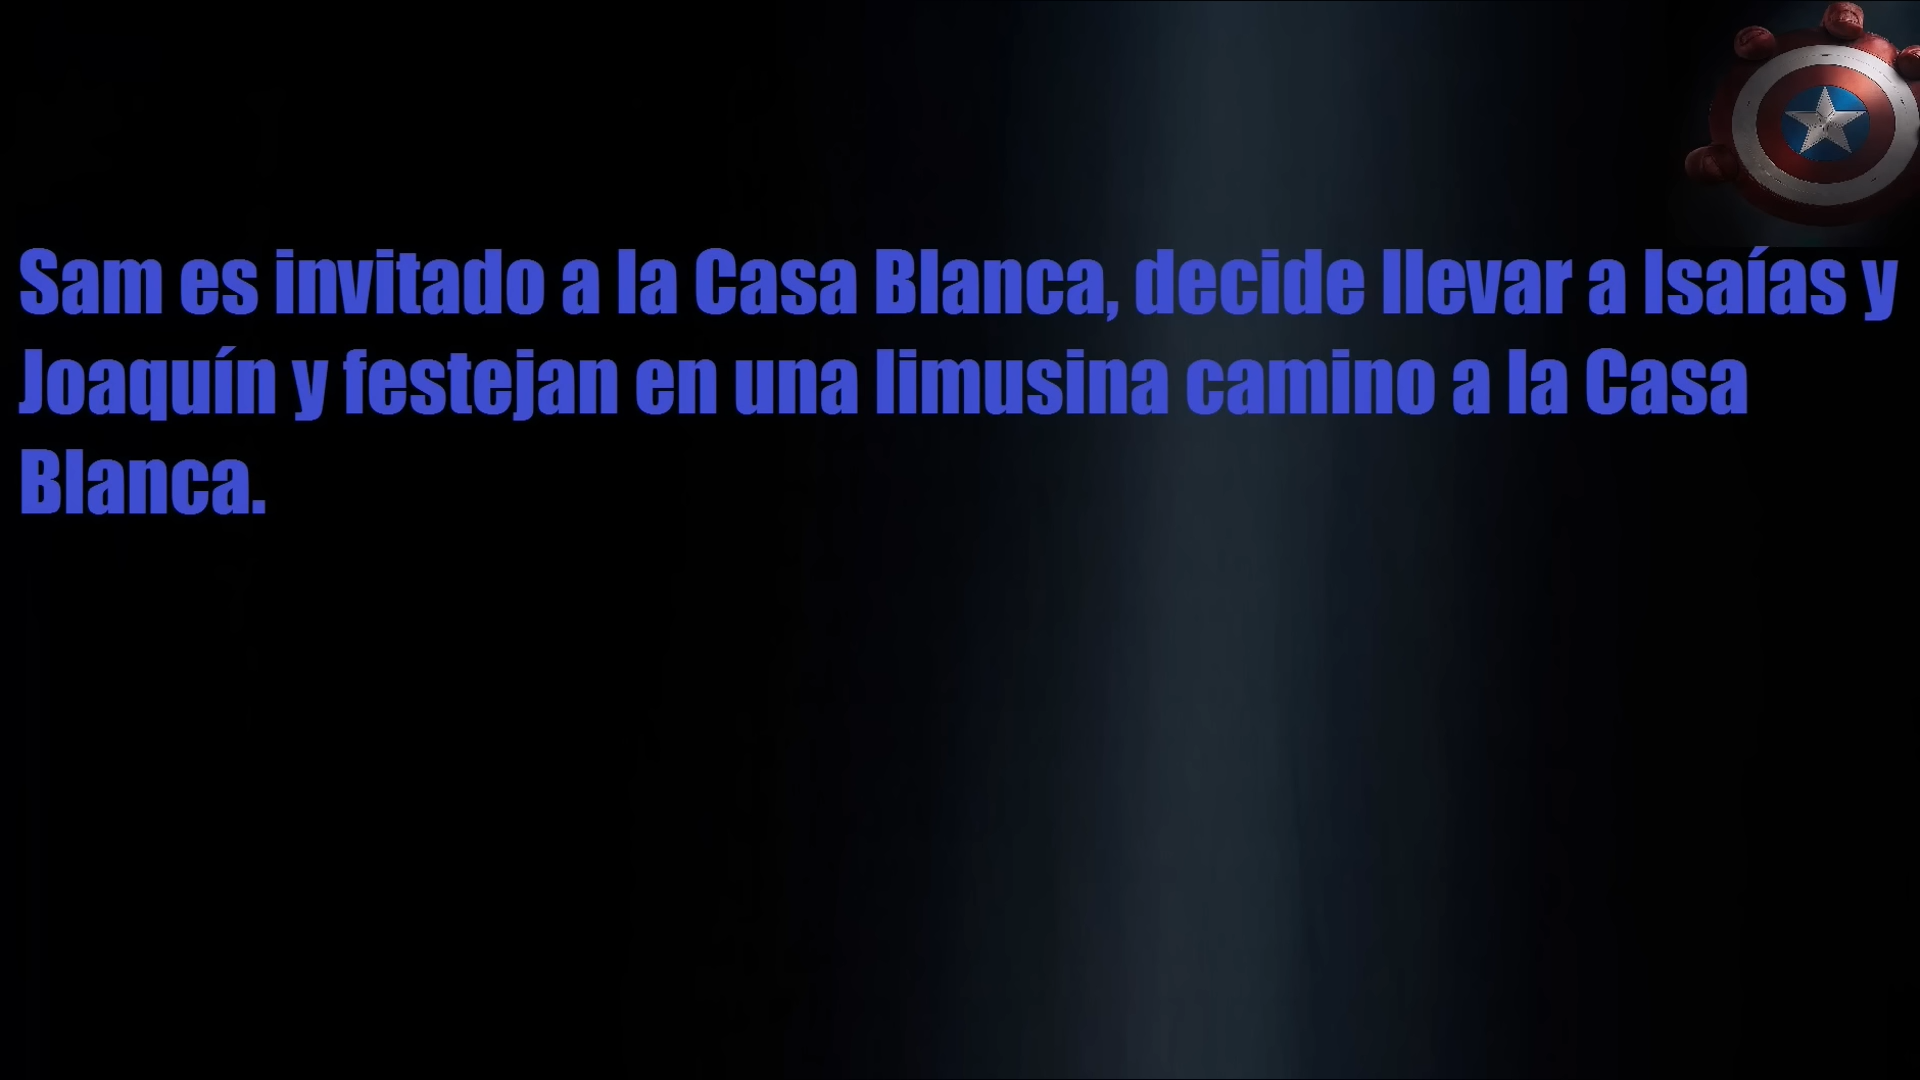 Sam es invitado a la Casa Blanca, decide llevar a Isaías y
Joaquín y festejan en una limusina camino a la Casa
Blanca.